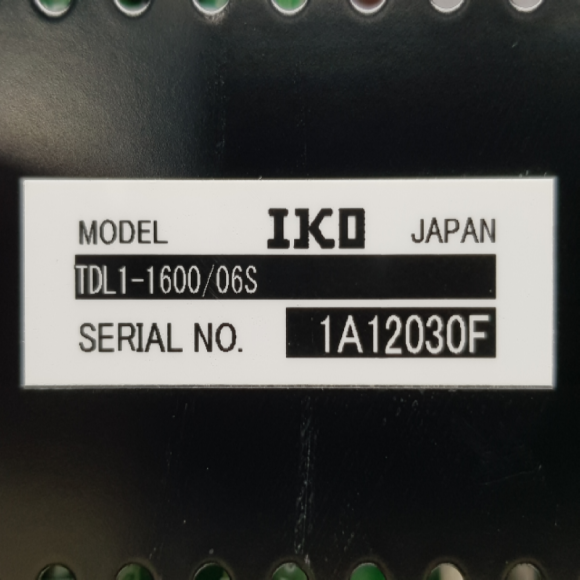 MODEL IKO JAPAN
TDL1-1600/06S
SERIAL NO. 1A12030F